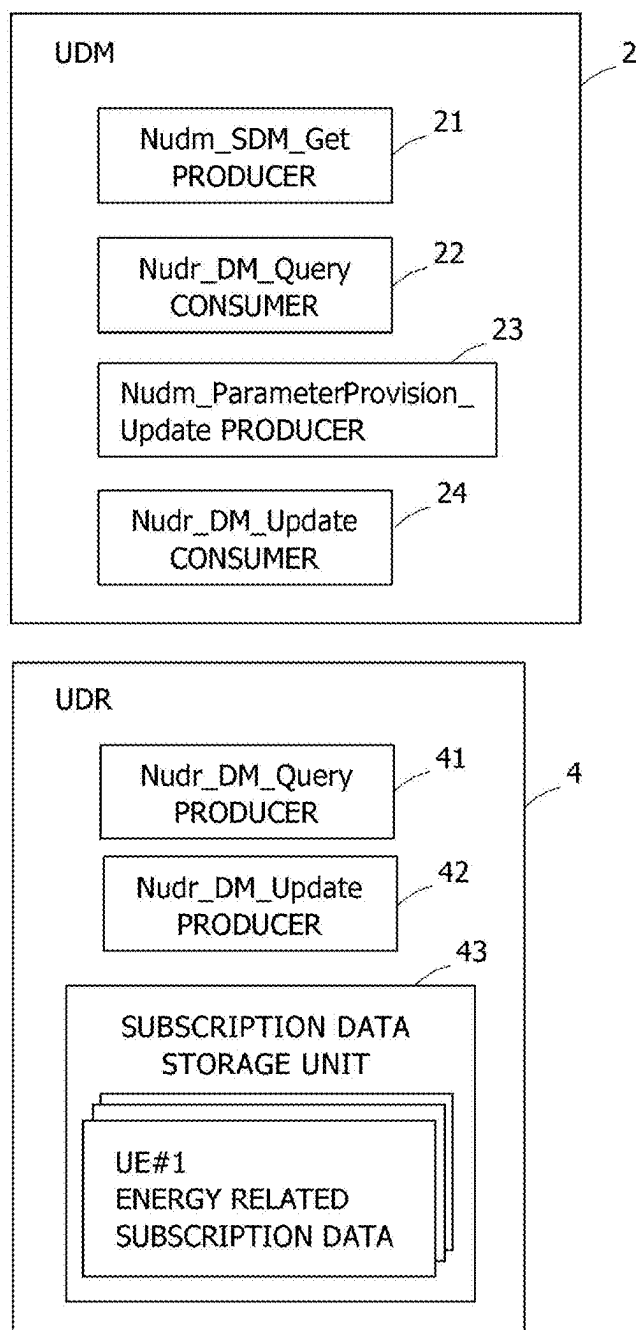 UDM
2
21
Nudm_SDM_Get
PRODUCER
22
Nudr_DM_Query
CONSUMER
23
Nudm_ParameterProvision_
Update PRODUCER
24
Nudr_DM_Update
CONSUMER
UDR
4
41
Nudr_DM_Query
PRODUCER
42
Nudr_DM_Update
PRODUCER
43
SUBSCRIPTION DATA
STORAGE UNIT
UE#1
ENERGY RELATED
SUBSCRIPTION DATA